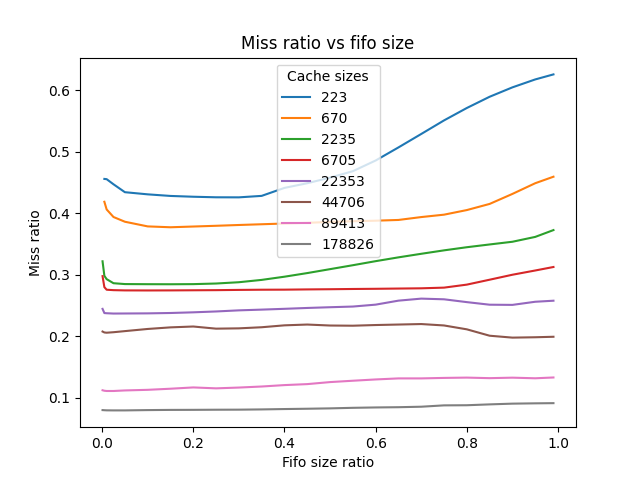 Miss ratio vs fifo size
Cache sizes
223
670
2235
6705
22353
44706
89413
178826
0.6
0.5
0.4
0.3
0.2
0.1
Miss ratio
0.0 0.2 0.4 0.6 0.8 1.0
Fifo size ratio